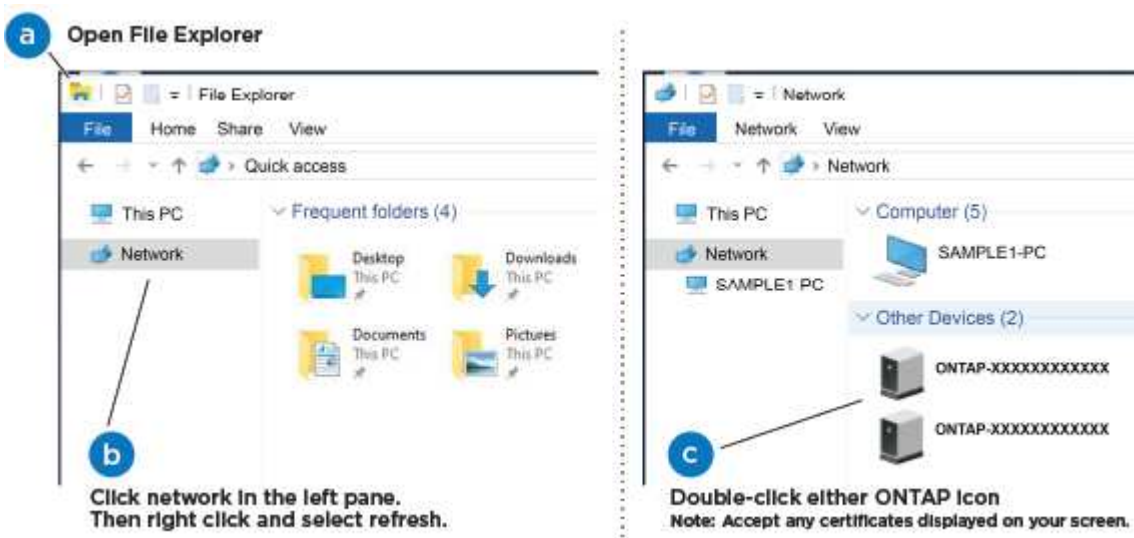 a
Open File Explorer
File Explorer
File Home Share View
Quick access
This PC
Network
Frequent folders (4)
Desktop
This PC
Downloads
This PC
Documents
This PC
Pictures
This PC
b
Click network in the left pane.
Then right click and select refresh.
Network
File Network View
Network
This PC
Network
SAMPLE1 PC
Computer (5)
SAMPLE1-PC
Other Devices (2)
ONTAP-XXXXXXXXXXXX
ONTAP-XXXXXXXXXXXX
c
Double-click either ONTAP icon
Note: Accept any certificates displayed on your screen.